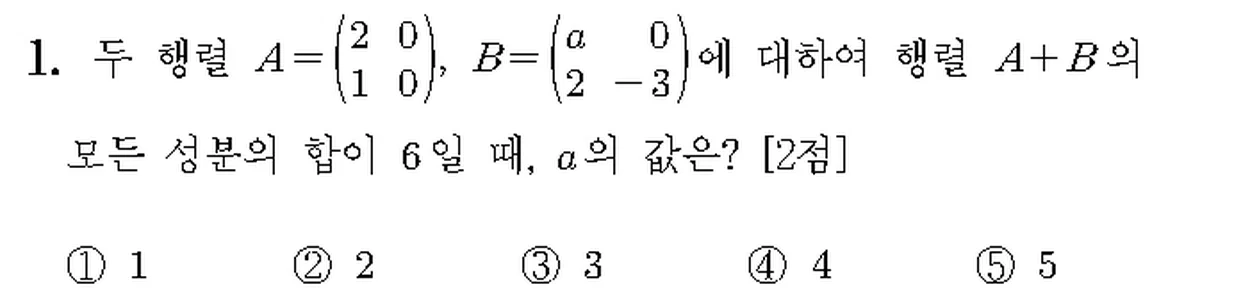 1. 두 행렬 A=(2 0 1 0), B=(a 0 2 -3)에 대하여 행렬 A+B의
모든 성분의 합이 6일 때, a의 값은? [2점]
① 1 ② 2 ③ 3 ④ 4 ⑤ 5